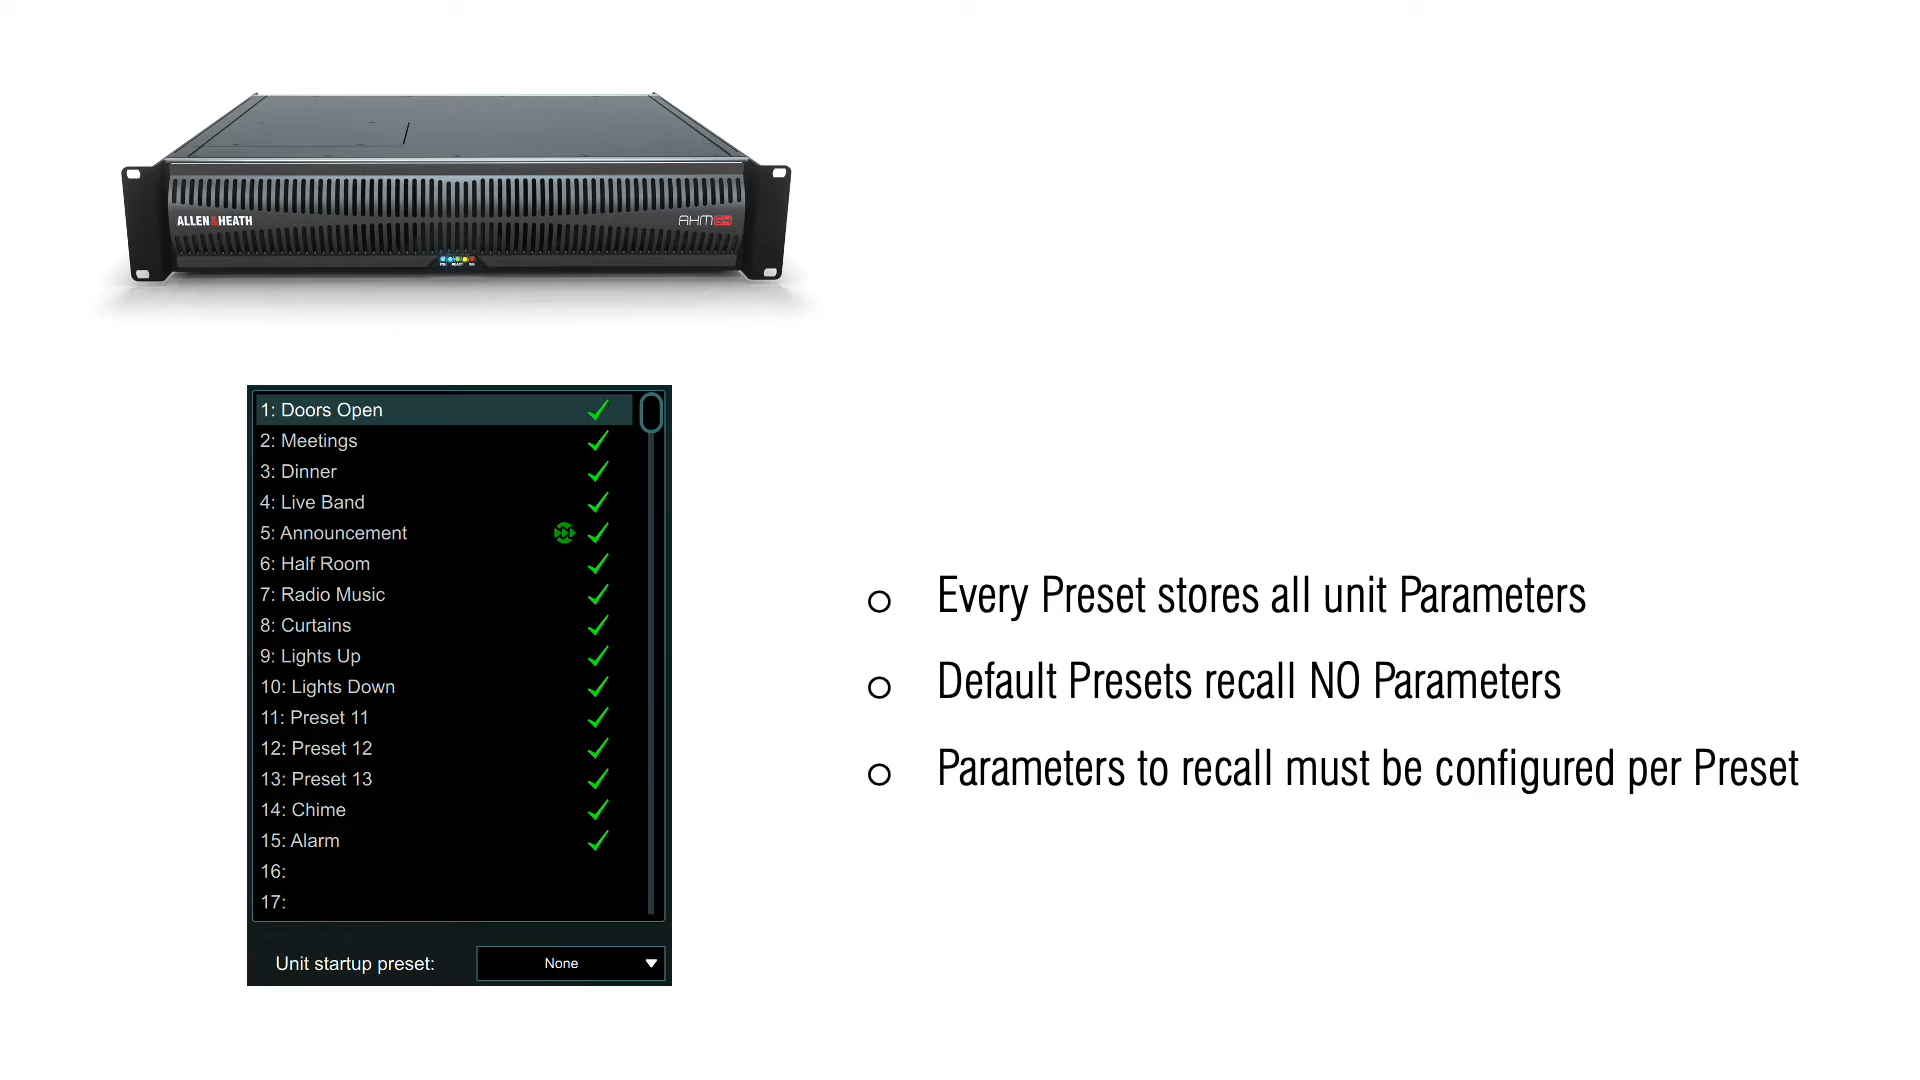 ALLEN&HEATH
AHM64
PSU READY
1: Doors Open
2: Meetings
3: Dinner
4: Live Band
5: Announcement
6: Half Room
7: Radio Music
8: Curtains
9: Lights Up
10: Lights Down
11: Preset 11
12: Preset 12
13: Preset 13
14: Chime
15: Alarm
16:
17:
Unit startup preset:
None
Every Preset stores all unit Parameters
Default Presets recall NO Parameters
Parameters to recall must be configured per Preset